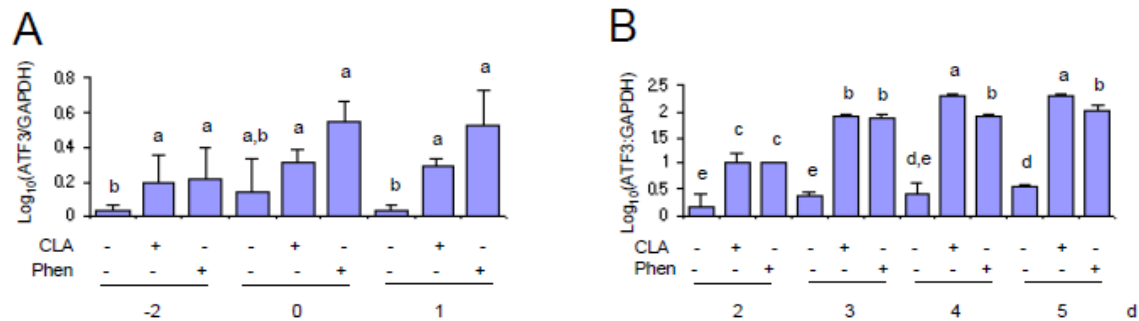 A
Log10(ATF3/GAPDH)
0.8
0.6
0.4
0.2
0
b a a a,b a a b a a
CLA - + - - + - - + -
Phen - - + - - + - - +
-2 0 1
B
Log10(ATF3:GAPDH)
2.5
2
1.5
1
0.5
0
e c c e b b d,e a b d a b
CLA - + - - + - - + - - + -
Phen - - + - - + - - + - - +
2 3 4 5 d